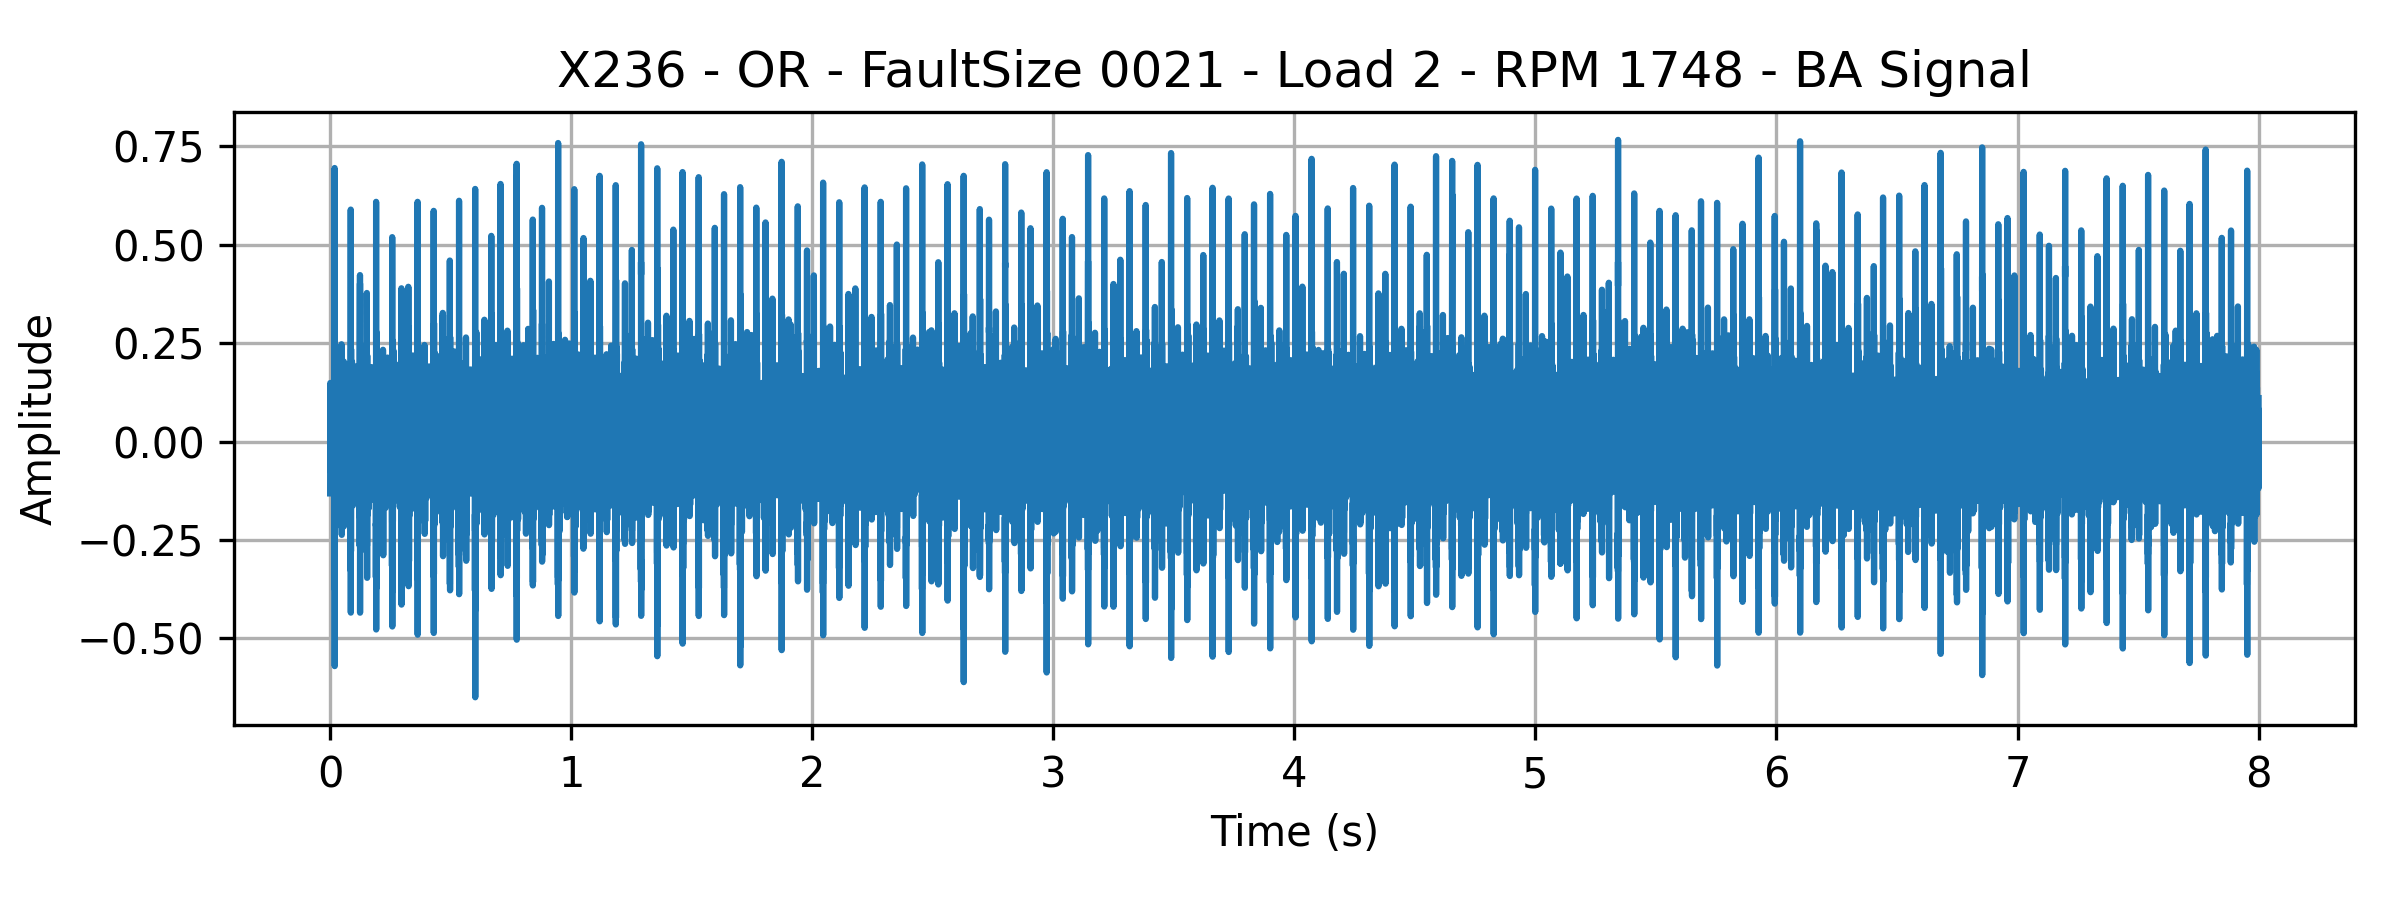 X236 - OR - FaultSize 0021 - Load 2 - RPM 1748 - BA Signal
Amplitude
0.75
0.50
0.25
0.00
−0.25
−0.50
0 1 2 3 4 5 6 7 8
Time (s)